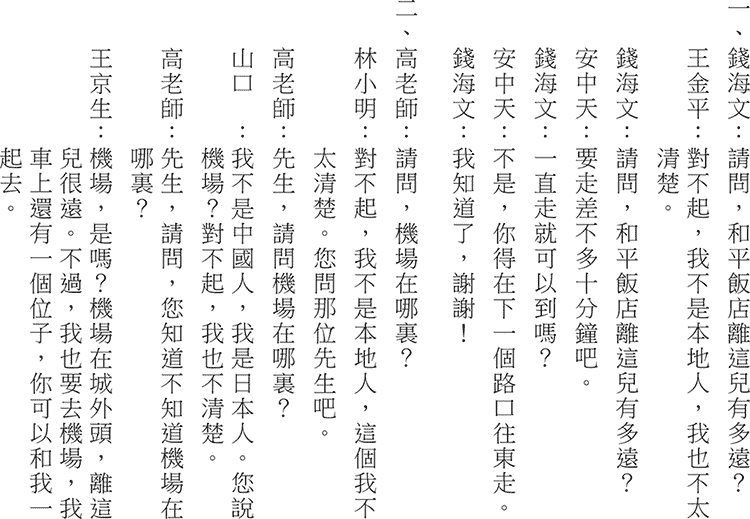 一、錢海文：請問，和平飯店離這兒有多遠？
王金平：對不起，我不是本地人，我也不太
清楚。
錢海文：請問，和平飯店離這兒有多遠？
安中天：要走差不多十分鐘吧。
錢海文：一直走就可以到嗎？
安中天：不是，你得在下一個路口往東走。
錢海文：我知道了，謝謝！
二、高老師：請問，機場在哪裏？
林小明：對不起，我不是本地人，這個我不
太清楚。您問那位先生吧。
高老師：先生，請問機場在哪裏？
山口　：我不是中國人，我是日本人。您說
機場？對不起，我也不清楚。
高老師：先生，請問，您知道不知道機場在
哪裏？
王京生：機場，是嗎？機場在城外頭，離這
兒很遠。不過，我也要去機場，我
車上還有一個位子，你可以和我一
起去。